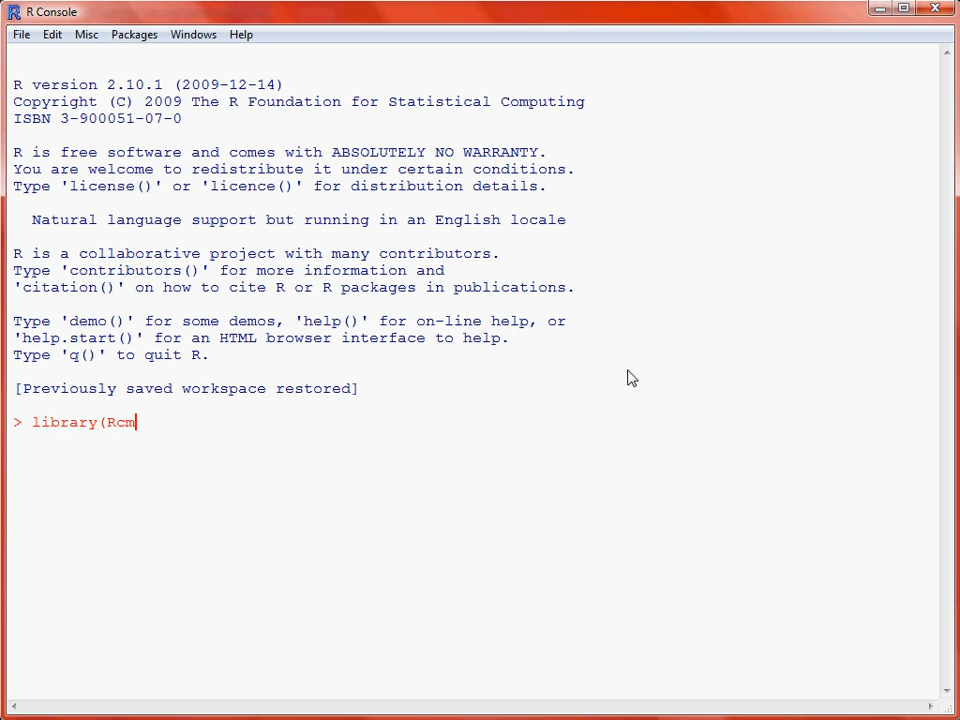 R Console
File Edit Misc Packages Windows Help
R version 2.10.1 (2009-12-14)
Copyright (C) 2009 The R Foundation for Statistical Computing
ISBN 3-900051-07-0
R is free software and comes with ABSOLUTELY NO WARRANTY.
You are welcome to redistribute it under certain conditions.
Type 'license()' or 'licence()' for distribution details.
Natural language support but running in an English locale
R is a collaborative project with many contributors.
Type 'contributors()' for more information and
'citation()' on how to cite R or R packages in publications.
Type 'demo()' for some demos, 'help()' for on-line help, or
'help.start()' for an HTML browser interface to help.
Type 'q()' to quit R.
[Previously saved workspace restored]
> library(Rcm